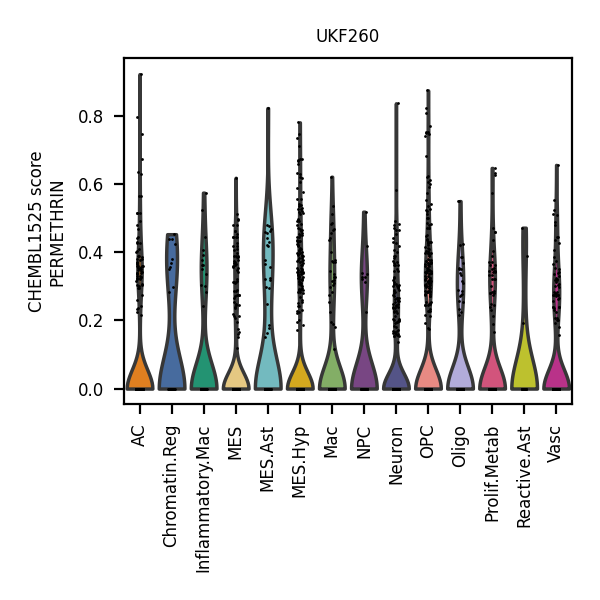 UKF260
CHEMBL1525 score
PERMETHRIN
0.8
0.6
0.4
0.2
0.0
AC
Chromatin.Reg
Inflammatory.Mac
MES
MES.Ast
MES.Hyp
Mac
NPC
Neuron
OPC
Oligo
Prolif.Metab
Reactive.Ast
Vasc